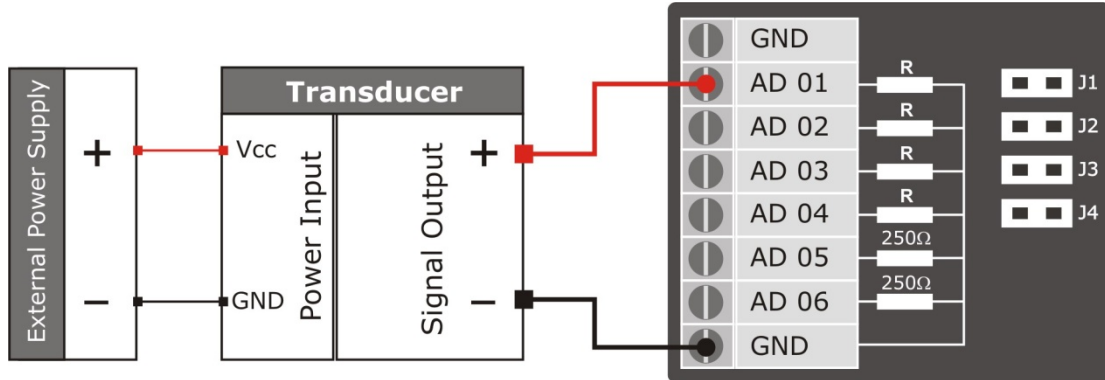 External Power Supply
+
−
Transducer
Vcc
GND
Power Input
Signal Output
+
−
GND
AD 01
AD 02
AD 03
AD 04
AD 05
AD 06
GND
R
R
R
R
250Ω
250Ω
J1
J2
J3
J4